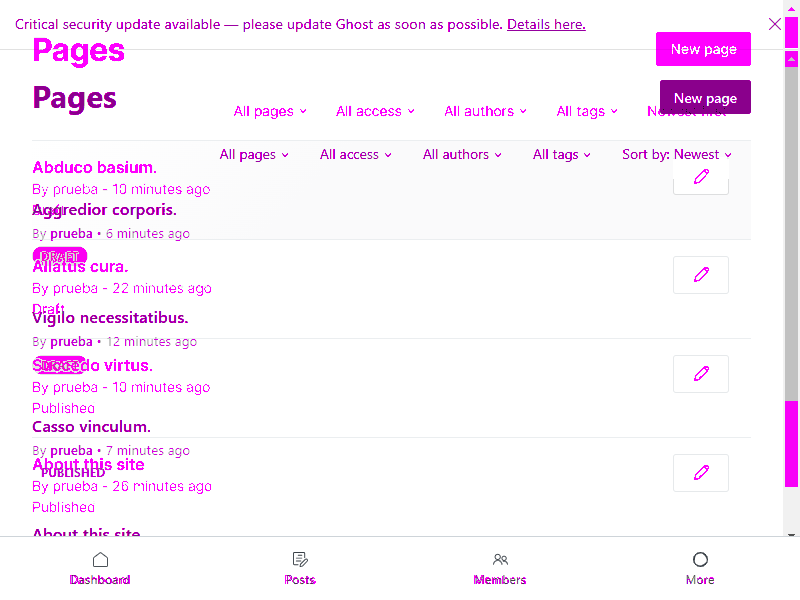 Critical security update available — please update Ghost as soon as possible. Details here.
Pages
New page
Pages
New page
All pages
All access
All authors
All tags
Newest first
All pages
All access
All authors
All tags
Sort by: Newest
Abduco basium.
By prueba - 10 minutes ago
Draft
Aggredior corporis.
By prueba • 6 minutes ago
DRAFT
Allatus cura.
By prueba - 22 minutes ago
Draft
Vigilo necessitatibus.
By prueba • 12 minutes ago
DRAFT
virtus.
By prueba - 10 minutes ago
Published
Casso vinculum.
By prueba • 7 minutes ago
About this site
PUBLISHED
By prueba - 26 minutes ago
Published
About this site
Dashboard
Posts
Members
More